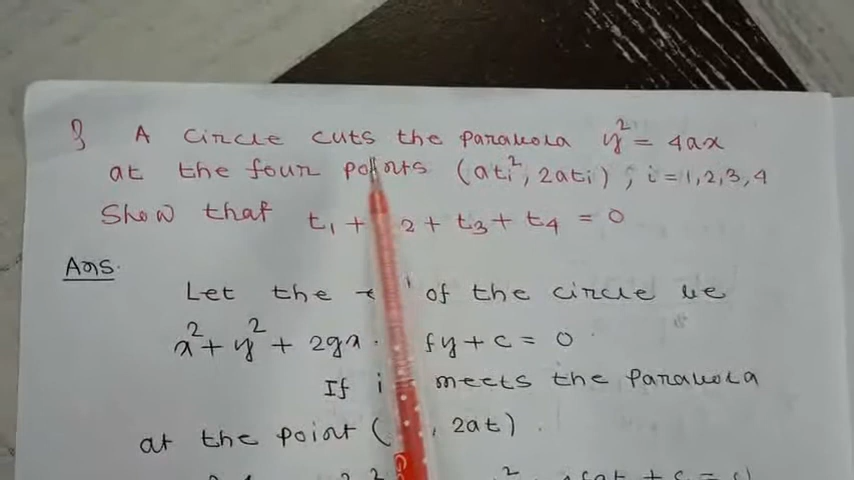 3 A circle cuts the parabola y² = 4ax
at the four points (atᵢ², 2atᵢ) ; i = 1, 2, 3, 4
Show that t₁ + ₂ + t₃ + t₄ = 0
Ans.
Let the of the circle be
x² + y² + 2gx fy + c = 0
If meets the Parabola
at the point ( , 2at)